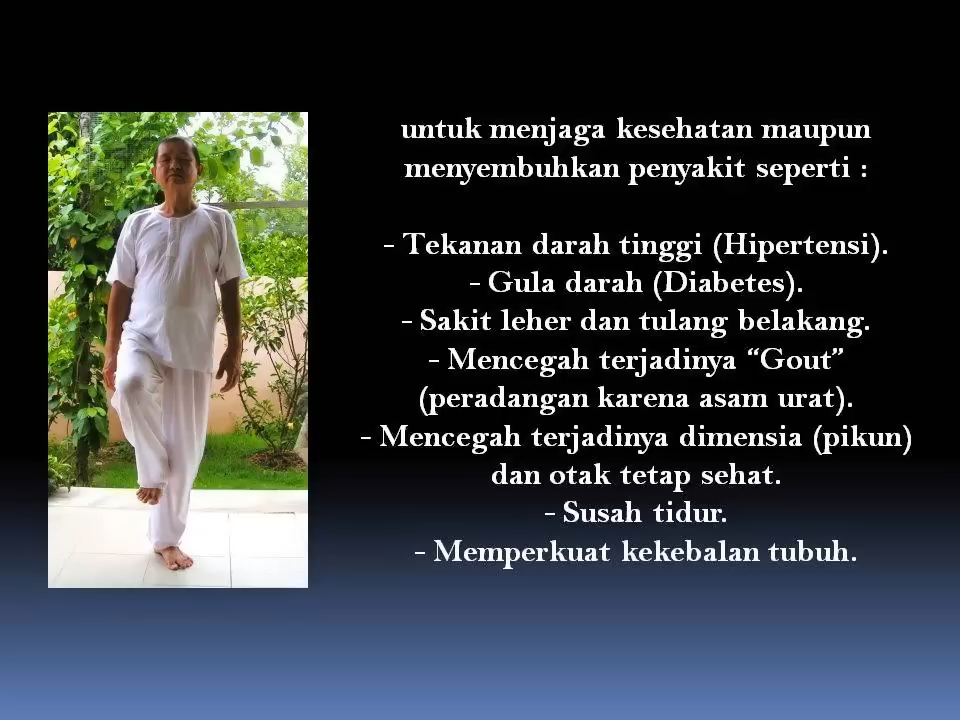 untuk menjaga kesehatan maupun
menyembuhkan penyakit seperti :
- Tekanan darah tinggi (Hipertensi).
- Gula darah (Diabetes).
- Sakit leher dan tulang belakang.
- Mencegah terjadinya “Gout”
(peradangan karena asam urat).
- Mencegah terjadinya dimensia (pikun)
dan otak tetap sehat.
- Susah tidur.
- Memperkuat kekebalan tubuh.